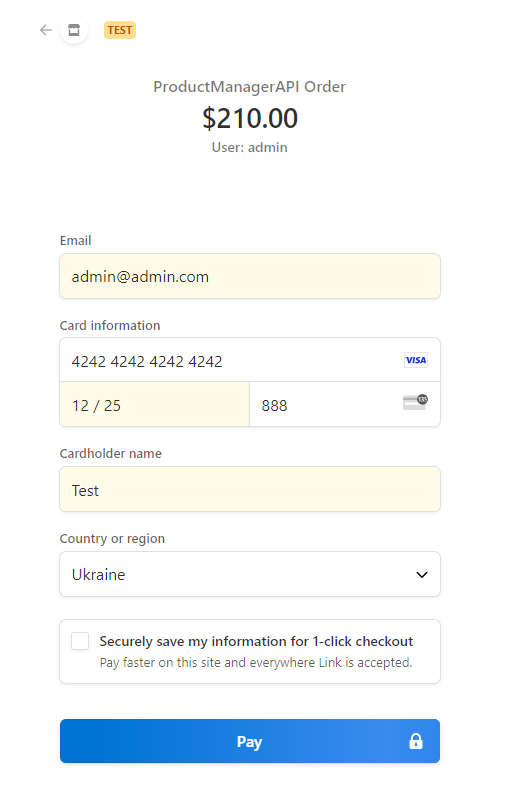 TEST
ProductManagerAPI Order
$210.00
User: admin
Email
admin@admin.com
Card information
4242 4242 4242 4242
VISA
12 / 25
888
135
Cardholder name
Test
Country or region
Ukraine
Securely save my information for 1-click checkout
Pay faster on this site and everywhere Link is accepted.
Pay